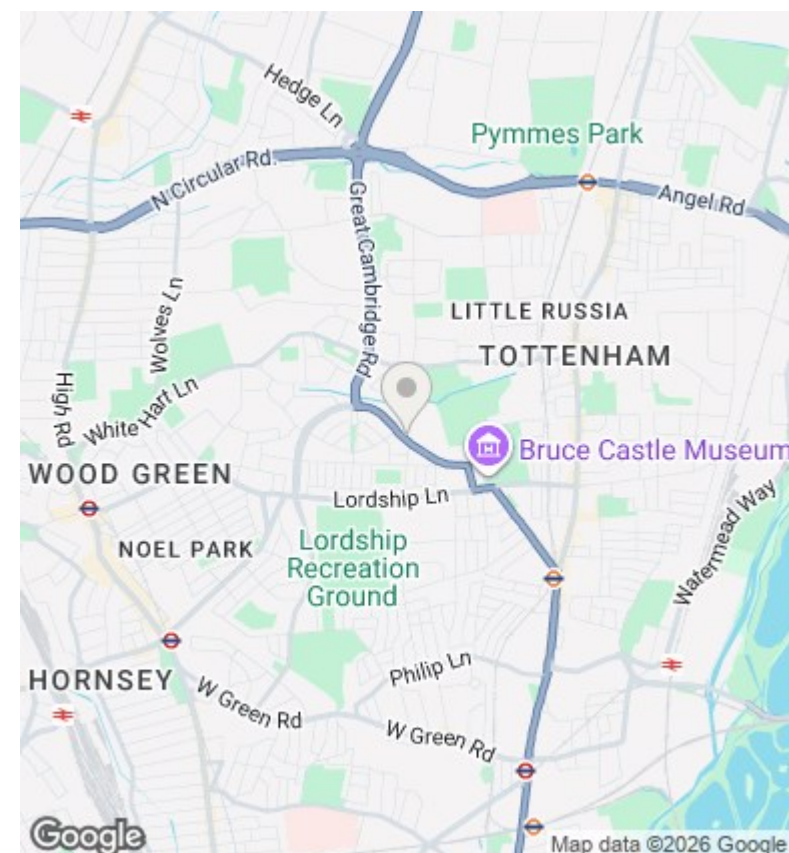 Hedge Ln
Pymmes Park
N Circular Rd.
Angel Rd
Great Cambridge Rd
Wolves Ln
LITTLE RUSSIA
TOTTENHAM
High Rd
White Hart Ln
Bruce Castle Museum
WOOD GREEN
Lordship Ln
Watermead Way
NOEL PARK
Lordship
Recreation
Ground
Philip Ln
HORNSEY
W Green Rd
W Green Rd
Google
Map data ©2026 Google